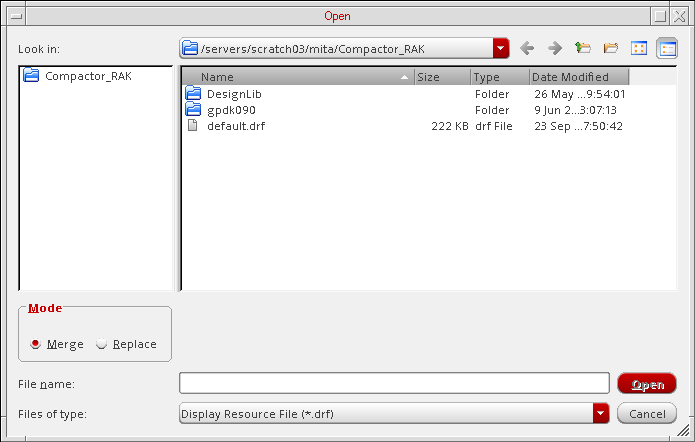 Open
Look in: /servers/scratch03/mita/Compactor_RAK
Compactor_RAK
Name Size Type Date Modified
DesignLib Folder 26 May ...9:54:01
gpdk090 Folder 9 Jun 2...3:07:13
default.drf 222 KB drf File 23 Sep ...7:50:42
Mode
Merge Replace
File name: Open
Files of type: Display Resource File (*.drf) Cancel